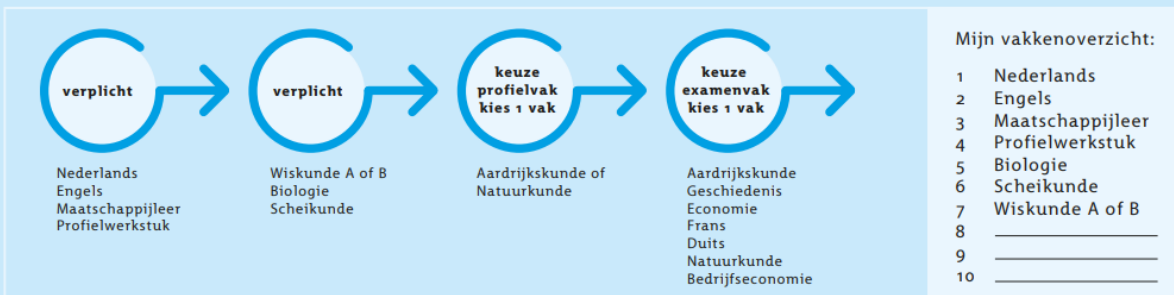 verplicht
Nederlands
Engels
Maatschappijleer
Profielwerkstuk
verplicht
Wiskunde A of B
Biologie
Scheikunde
keuze
profielvak
kies 1 vak
Aardrijkskunde of
Natuurkunde
keuze
examenvak
kies 1 vak
Aardrijkskunde
Geschiedenis
Economie
Frans
Duits
Natuurkunde
Bedrijfseconomie
Mijn vakkenoverzicht:
1 Nederlands
2 Engels
3 Maatschappijleer
4 Profielwerkstuk
5 Biologie
6 Scheikunde
7 Wiskunde A of B
8
9
10